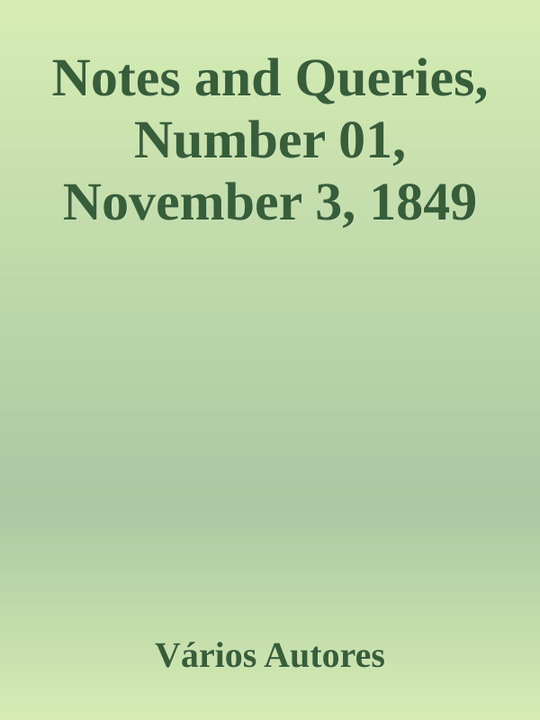 Notes and Queries,
Number 01,
November 3, 1849
Vários Autores